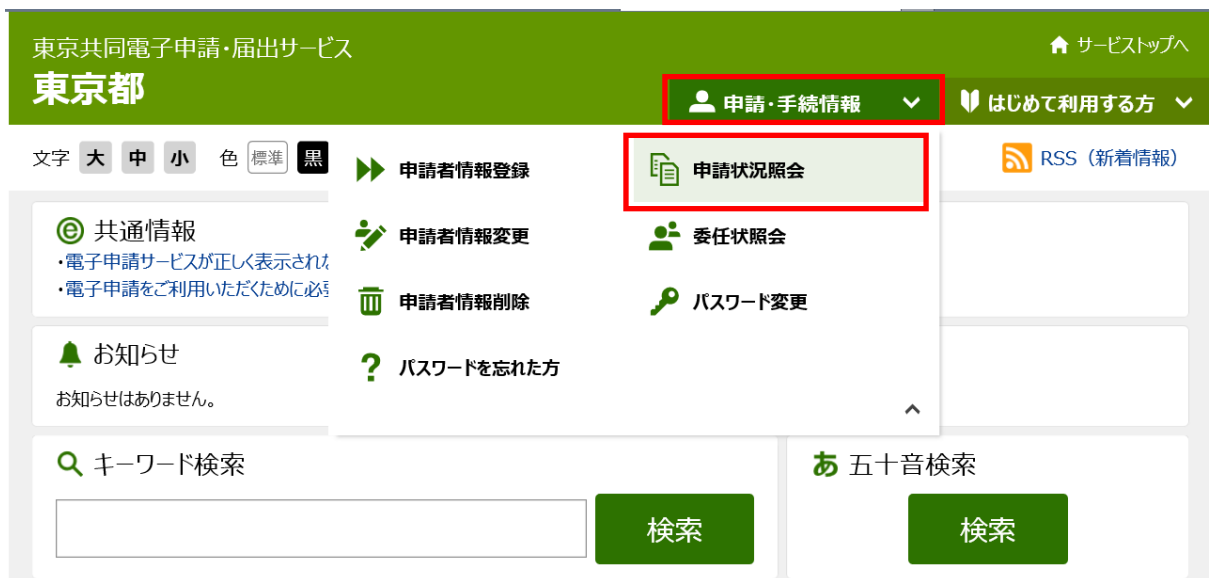 東京共同電子申請・届出サービス
サービストップへ
東京都
申請・手続情報
はじめて利用する方
文字 大 中 小 色 標準 黒
RSS（新着情報）
申請者情報登録
申請状況照会
申請者情報変更
委任状照会
申請者情報削除
パスワード変更
パスワードを忘れた方
共通情報
・電子申請サービスが正しく表示されな
・電子申請をご利用いただくために必要
お知らせ
お知らせはありません。
キーワード検索
検索
あ 五十音検索
検索